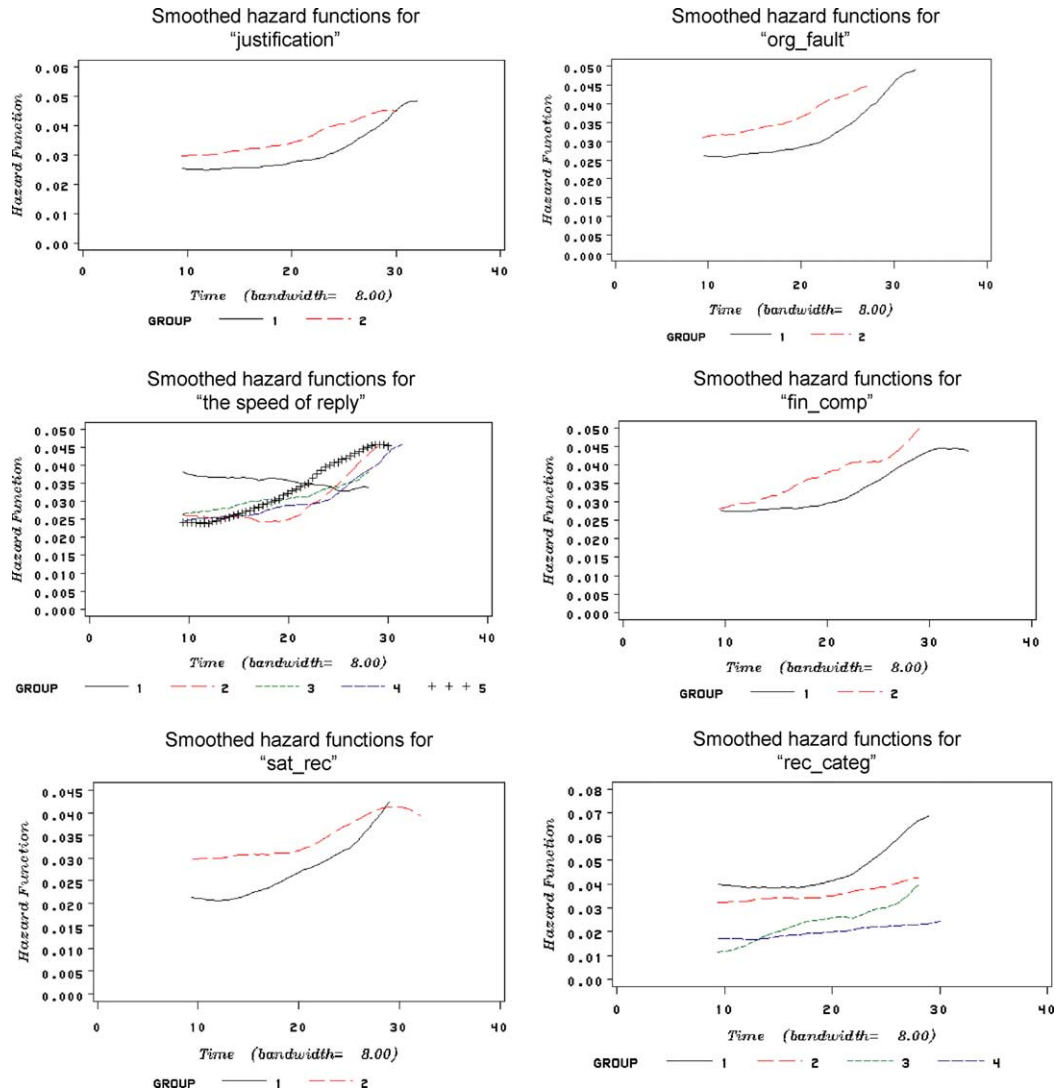 Smoothed hazard functions for
“justification”
Hazard Function
0.06
0.05
0.04
0.03
0.02
0.01
0.00
0 10 20 30 40
Time (bandwidth= 8.00)
GROUP 1 2
Smoothed hazard functions for
“org_fault”
Hazard Function
0.050
0.045
0.040
0.035
0.030
0.025
0.020
0.015
0.010
0.005
0.000
0 10 20 30 40
Time (bandwidth= 8.00)
GROUP 1 2
Smoothed hazard functions for
“the speed of reply”
Hazard Function
0.050
0.045
0.040
0.035
0.030
0.025
0.020
0.015
0.010
0.005
0.000
0 10 20 30 40
Time (bandwidth= 8.00)
GROUP 1 2 3 4 + + + 5
Smoothed hazard functions for
“fin_comp”
Hazard Function
0.050
0.045
0.040
0.035
0.030
0.025
0.020
0.015
0.010
0.005
0.000
0 10 20 30 40
Time (bandwidth= 8.00)
GROUP 1 2
Smoothed hazard functions for
“sat_rec”
Hazard Function
0.045
0.040
0.035
0.030
0.025
0.020
0.015
0.010
0.005
0.000
0 10 20 30 40
Time (bandwidth= 8.00)
GROUP 1 2
Smoothed hazard functions for
“rec_categ”
Hazard Function
0.08
0.07
0.06
0.05
0.04
0.03
0.02
0.01
0.00
0 10 20 30 40
Time (bandwidth= 8.00)
GROUP 1 2 3 4